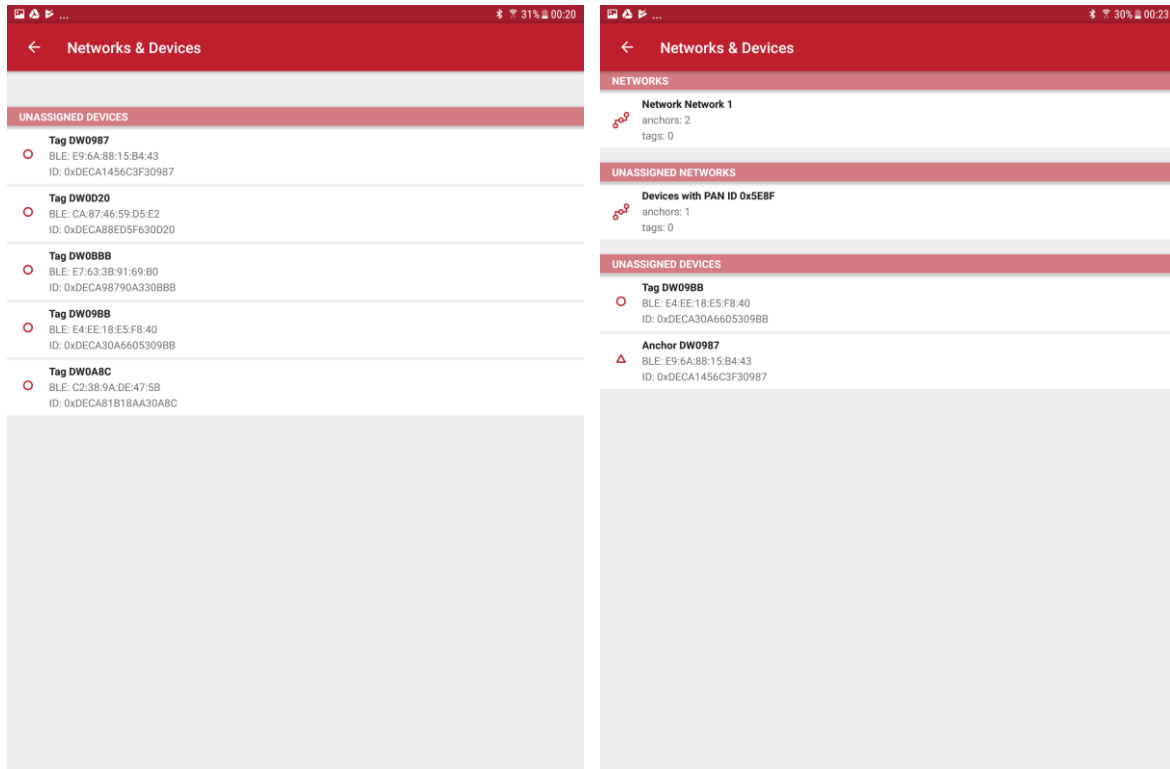 ... 31% 00:20
Networks & Devices
UNASSIGNED DEVICES
Tag DW0987
BLE: E9:6A:88:15:B4:43
ID: 0xDECA1456C3F30987
Tag DW0D20
BLE: CA:87:46:59:D5:E2
ID: 0xDECA88ED5F630D20
Tag DW0BBB
BLE: E7:63:3B:91:69:B0
ID: 0xDECA98790A330BBB
Tag DW09BB
BLE: E4:EE:18:E5:F8:40
ID: 0xDECA30A6605309BB
Tag DW0A8C
BLE: C2:38:9A:DE:47:5B
ID: 0xDECA81B18AA30A8C
... 30% 00:23
Networks & Devices
NETWORKS
Network Network 1
anchors: 2
tags: 0
UNASSIGNED NETWORKS
Devices with PAN ID 0x5E8F
anchors: 1
tags: 0
UNASSIGNED DEVICES
Tag DW09BB
BLE: E4:EE:18:E5:F8:40
ID: 0xDECA30A6605309BB
Anchor DW0987
BLE: E9:6A:88:15:B4:43
ID: 0xDECA1456C3F30987